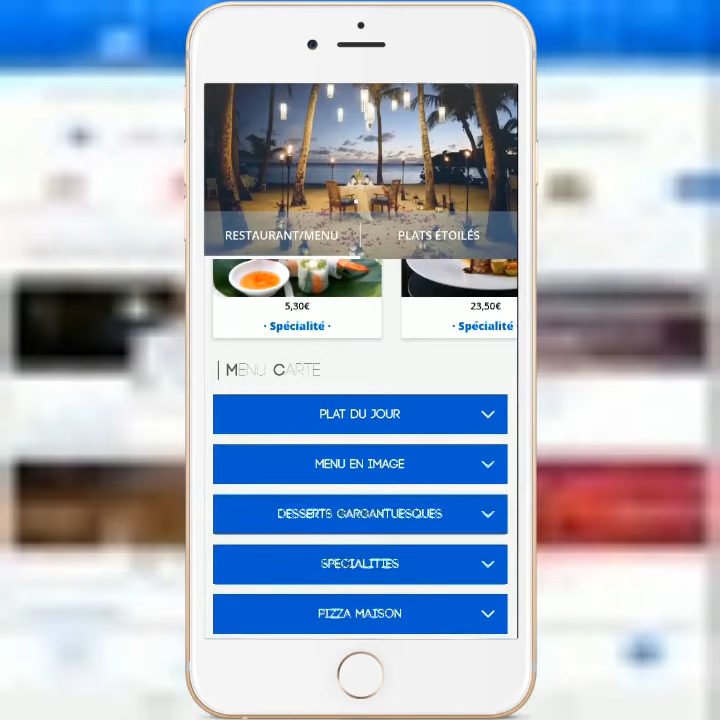 RESTAURANT/MENU
PLATS ÉTOILÉS
5,30€
23,50€
· Spécialité ·
· Spécialité
MENU CARTE
PLAT DU JOUR
MENU EN IMAGE
DESSERTS GARGANTUESQUES
SPECIALITIES
PIZZA MAISON